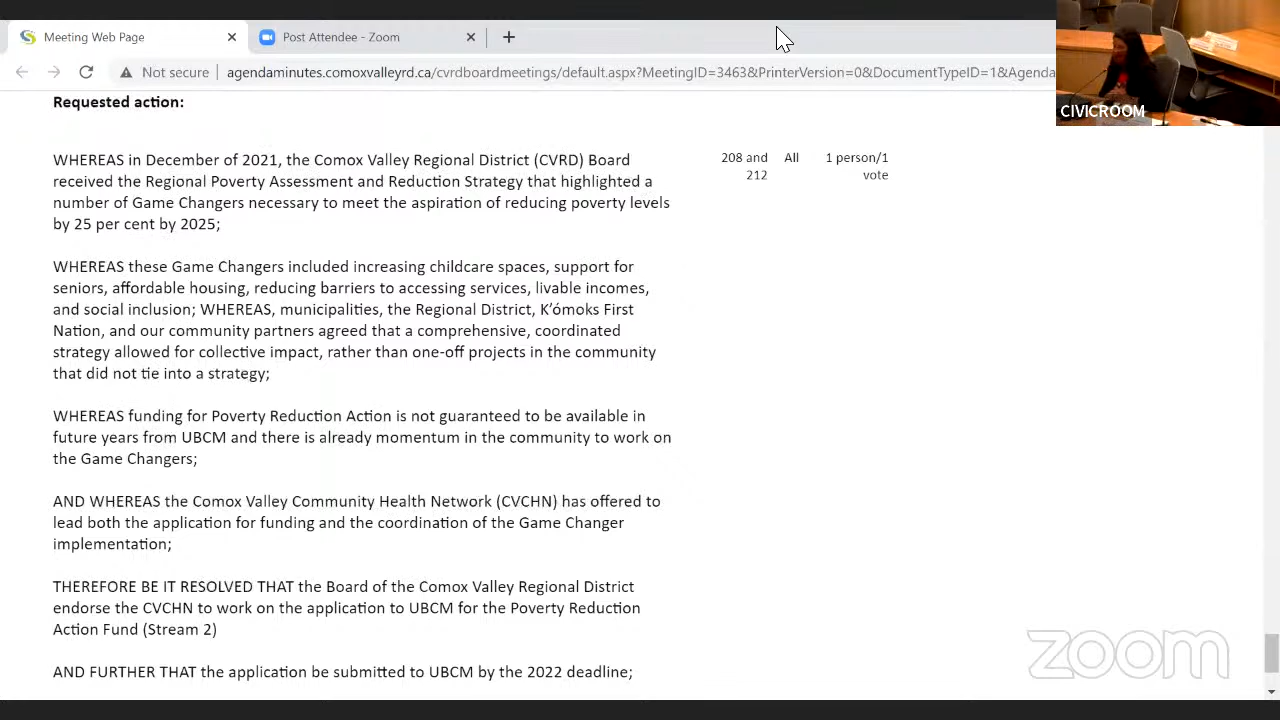 Meeting Web Page
Post Attendee - Zoom
Not secure
agendaminutes.comoxvalleyrd.ca/cvrdboardmeetings/default.aspx?MeetingID=3463&PrinterVersion=0&DocumentTypeID=1&Agenda
CIVICROOM
Requested action:
WHEREAS in December of 2021, the Comox Valley Regional District (CVRD) Board
received the Regional Poverty Assessment and Reduction Strategy that highlighted a
number of Game Changers necessary to meet the aspiration of reducing poverty levels
by 25 per cent by 2025;
208 and
212
All
1 person/1
vote
WHEREAS these Game Changers included increasing childcare spaces, support for
seniors, affordable housing, reducing barriers to accessing services, livable incomes,
and social inclusion; WHEREAS, municipalities, the Regional District, K’ómoks First
Nation, and our community partners agreed that a comprehensive, coordinated
strategy allowed for collective impact, rather than one-off projects in the community
that did not tie into a strategy;
WHEREAS funding for Poverty Reduction Action is not guaranteed to be available in
future years from UBCM and there is already momentum in the community to work on
the Game Changers;
AND WHEREAS the Comox Valley Community Health Network (CVCHN) has offered to
lead both the application for funding and the coordination of the Game Changer
implementation;
THEREFORE BE IT RESOLVED THAT the Board of the Comox Valley Regional District
endorse the CVCHN to work on the application to UBCM for the Poverty Reduction
Action Fund (Stream 2)
AND FURTHER THAT the application be submitted to UBCM by the 2022 deadline;
zoom